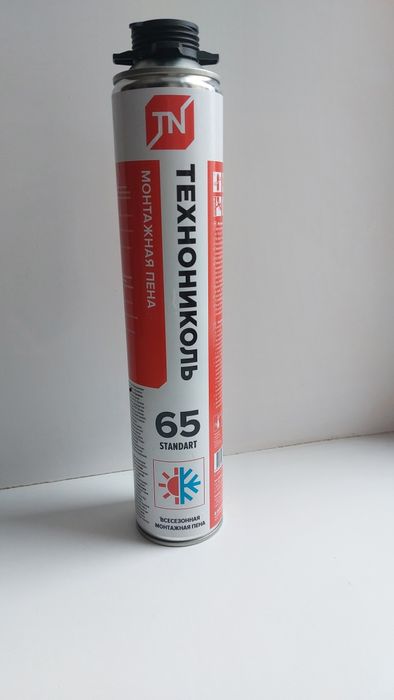 TN
ТЕХНОНИКОЛЬ
МОНТАЖНАЯ ПЕНА
65
STANDART
ВСЕСЕЗОННАЯ
МОНТАЖНАЯ ПЕНА